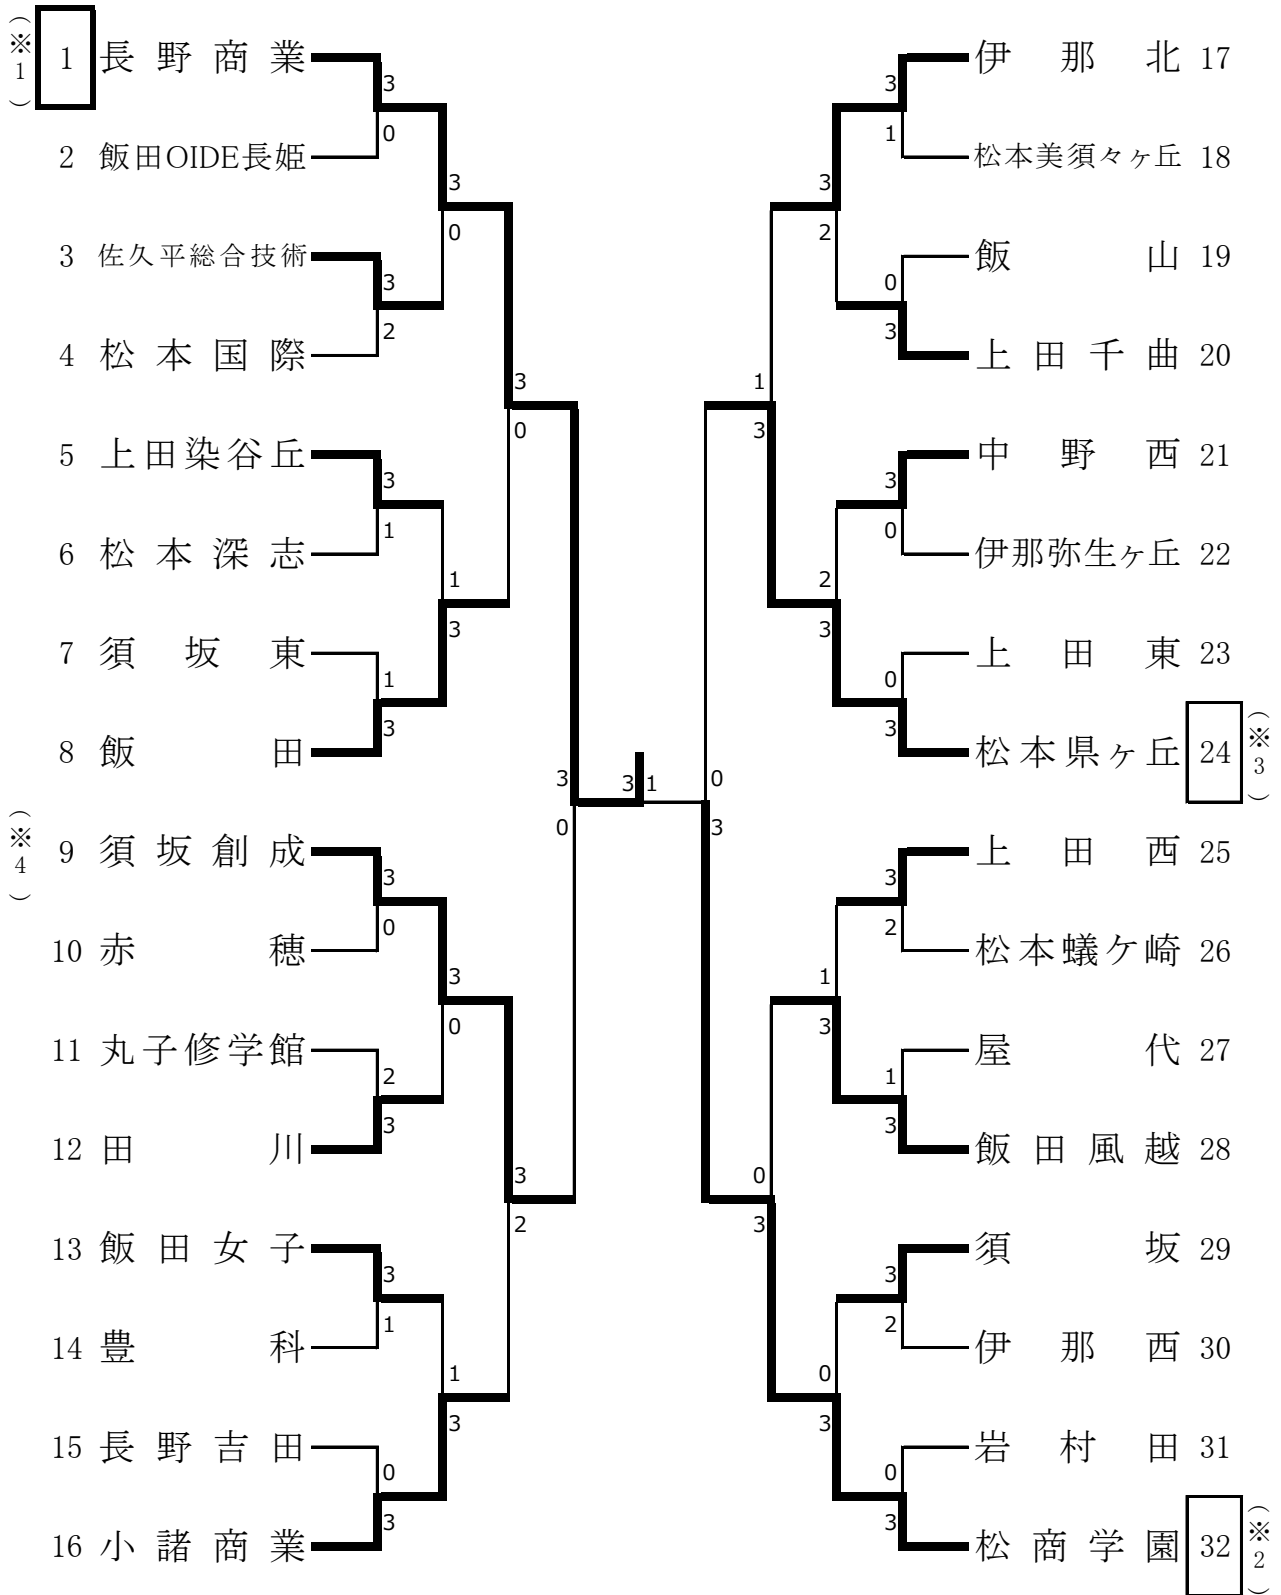 (※1) 1 長野商業
2 飯田OIDE長姫
3 佐久平総合技術
4 松本国際
5 上田染谷丘
6 松本深志
7 須坂東
8 飯田
(※4) 9 須坂創成
10 赤穂
11 丸子修学館
12 田川
13 飯田女子
14 豊科
15 長野吉田
16 小諸商業
3
0
3
2
3
1
1
3
3
0
2
3
3
1
0
3
3
0
1
3
3
0
1
3
3
0
3
2
3
0
3 1
0
3
1
3
0
3
3
2
2
3
1
3
0
3
3
1
0
3
3
0
0
3
3
2
1
3
3
2
0
3
伊那北 17
松本美須々ヶ丘 18
飯山 19
上田千曲 20
中野西 21
伊那弥生ヶ丘 22
上田東 23
松本県ヶ丘 24 (※3)
上田西 25
松本蟻ケ崎 26
屋代 27
飯田風越 28
須坂 29
伊那西 30
岩村田 31
松商学園 32 (※2)